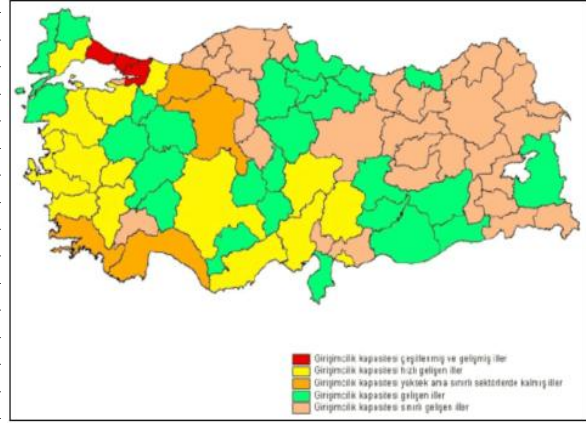 Girişimcilik kapasitesi çeşitlenmiş ve gelişmiş iller
Girişimcilik kapasitesi hızlı gelişen iller
Girişimcilik kapasitesi yüksek ama sınırlı sektörlerde kalmış iller
Girişimcilik kapasitesi gelişen iller
Girişimcilik kapasitesi sınırlı gelişen iller